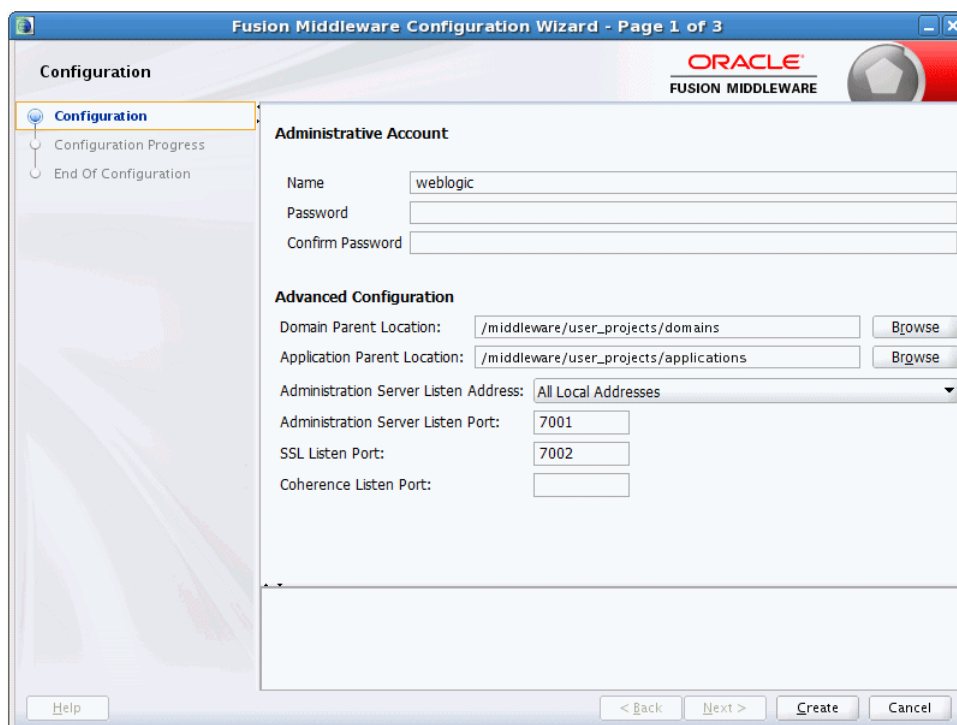 Fusion Middleware Configuration Wizard - Page 1 of 3
Configuration
ORACLE
FUSION MIDDLEWARE
Configuration
Configuration Progress
End Of Configuration
Administrative Account
Name weblogic
Password
Confirm Password
Advanced Configuration
Domain Parent Location: /middleware/user_projects/domains Browse
Application Parent Location: /middleware/user_projects/applications Browse
Administration Server Listen Address: All Local Addresses
Administration Server Listen Port: 7001
SSL Listen Port: 7002
Coherence Listen Port:
Help < Back Next > Create Cancel